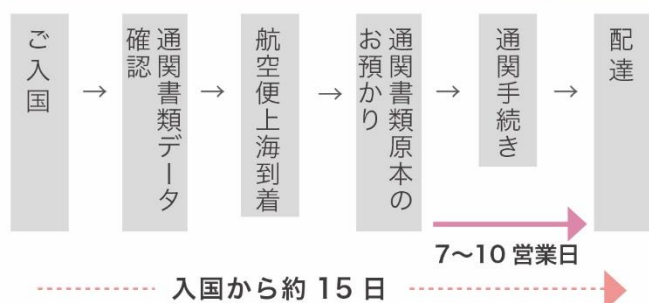 ご入国
→
通関書類データ
確認
→
航空便上海到着
→
通関書類原本の
お預かり
→
通関手続き
→
配達
7〜10 営業日
入国から約 15 日